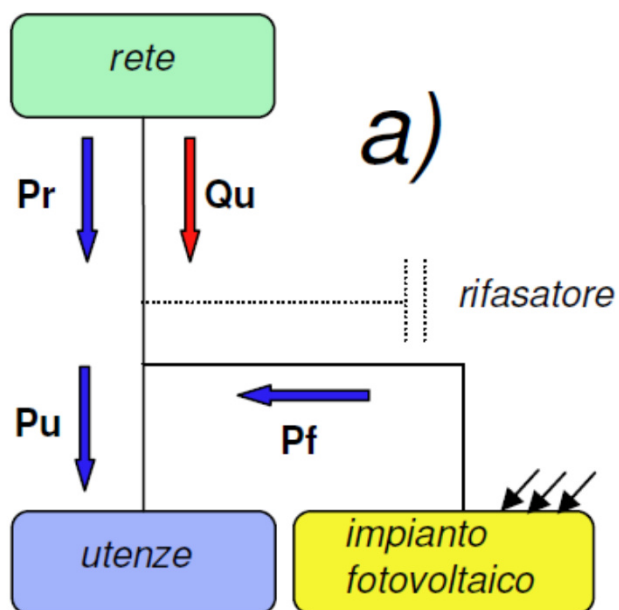 rete
a)
Pr
Qu
rifasatore
Pu
Pf
utenze
impianto
fotovoltaico